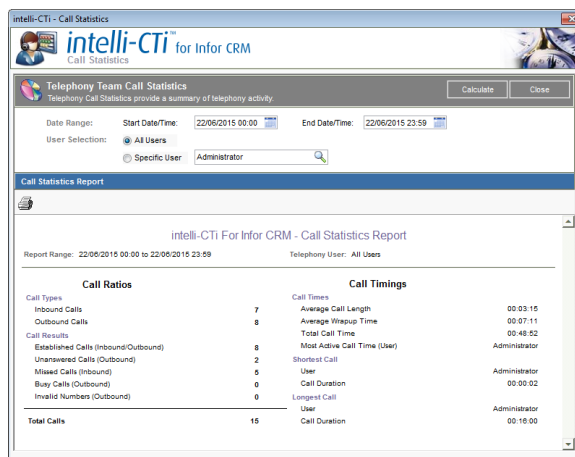 intelli-CTi - Call Statistics
intelli-CTi™ for Infor CRM
Call Statistics
Telephony Team Call Statistics
Telephony Call Statistics provide a summary of telephony activity.
Calculate Close
Date Range: Start Date/Time: 22/06/2015 00:00 End Date/Time: 22/06/2015 23:59
User Selection: All Users
Specific User Administrator
Call Statistics Report
intelli-CTi For Infor CRM - Call Statistics Report
Report Range: 22/06/2015 00:00 to 22/06/2015 23:59 Telephony User: All Users
Call Ratios
Call Types
Inbound Calls 7
Outbound Calls 8
Call Results
Established Calls (Inbound/Outbound) 8
Unanswered Calls (Outbound) 2
Missed Calls (Inbound) 5
Busy Calls (Outbound) 0
Invalid Numbers (Outbound) 0
Total Calls 15
Call Timings
Call Times
Average Call Length 00:03:15
Average Wrapup Time 00:07:11
Total Call Time 00:48:52
Most Active Call Time (User) Administrator
Shortest Call
User Administrator
Call Duration 00:00:02
Longest Call
User Administrator
Call Duration 00:16:00